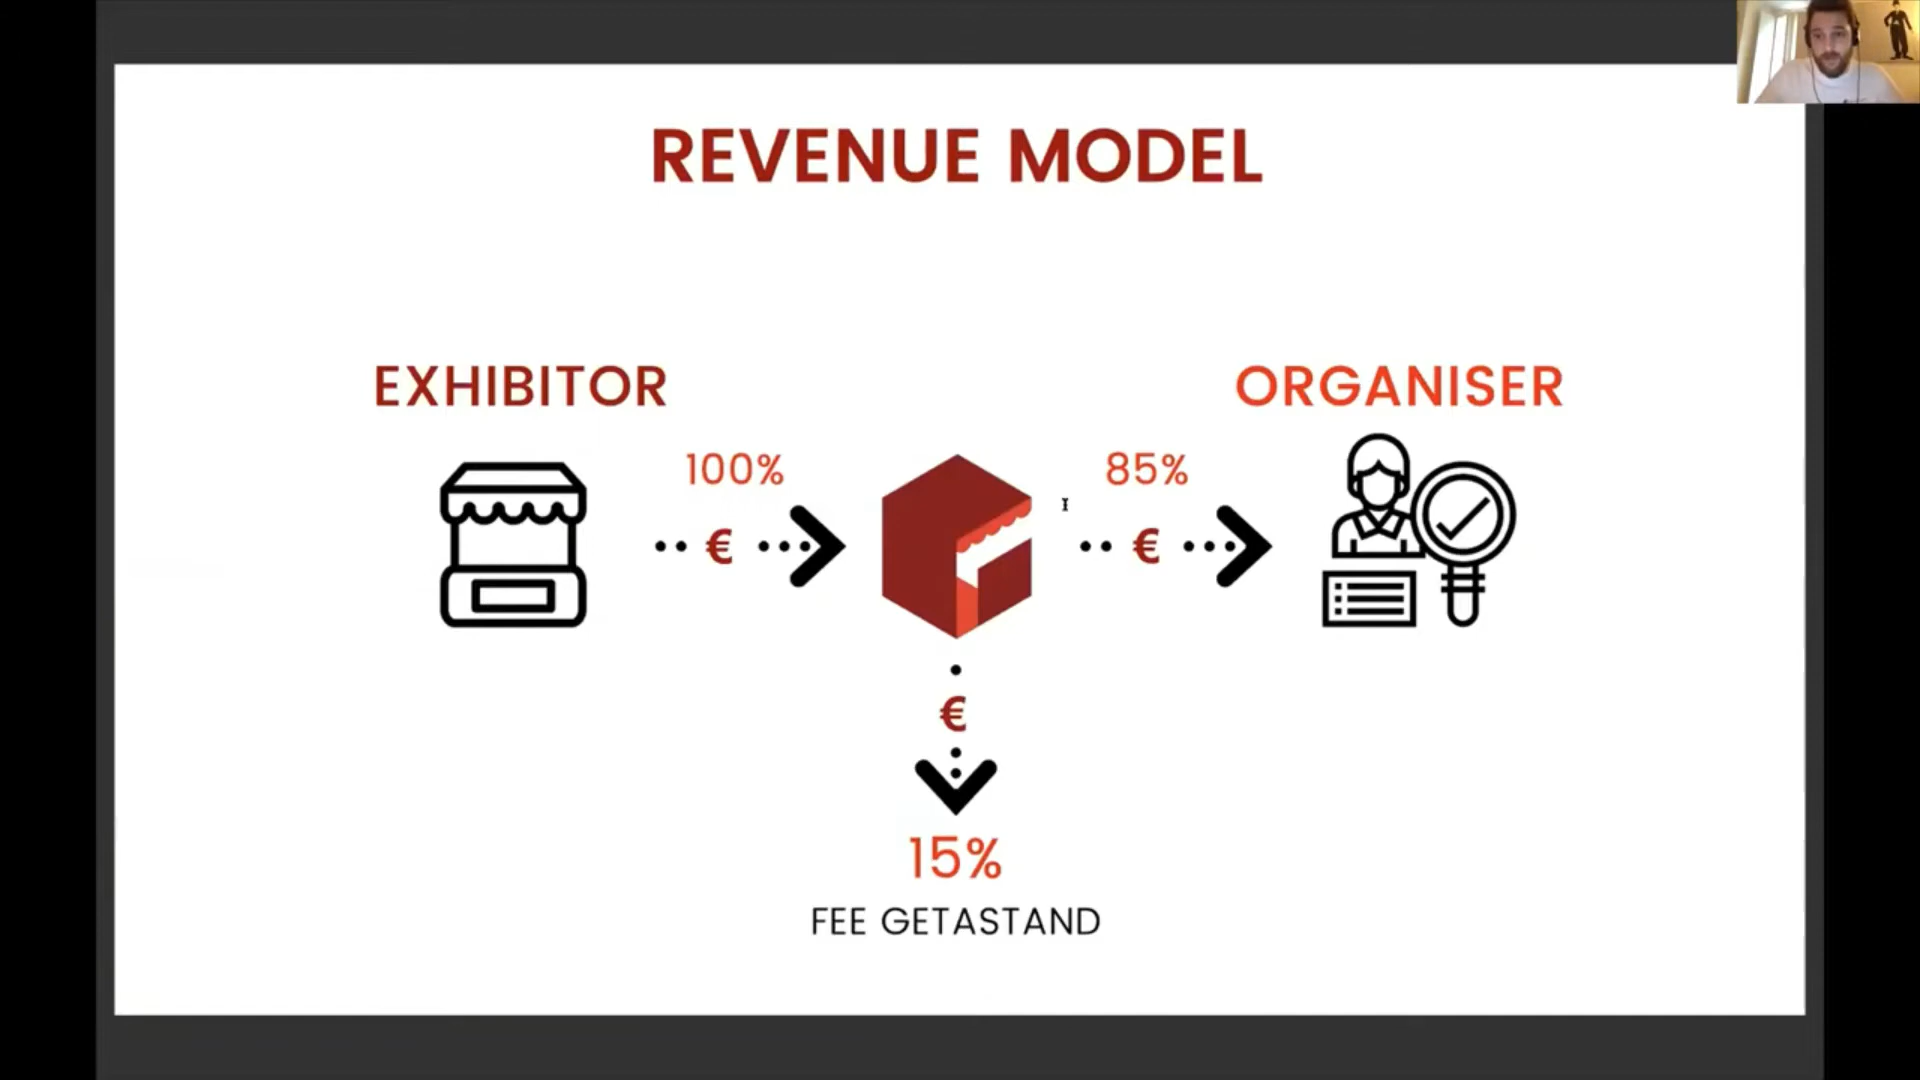 REVENUE MODEL
EXHIBITOR
ORGANISER
100%
85%
€
€
€
15%
FEE GETASTAND